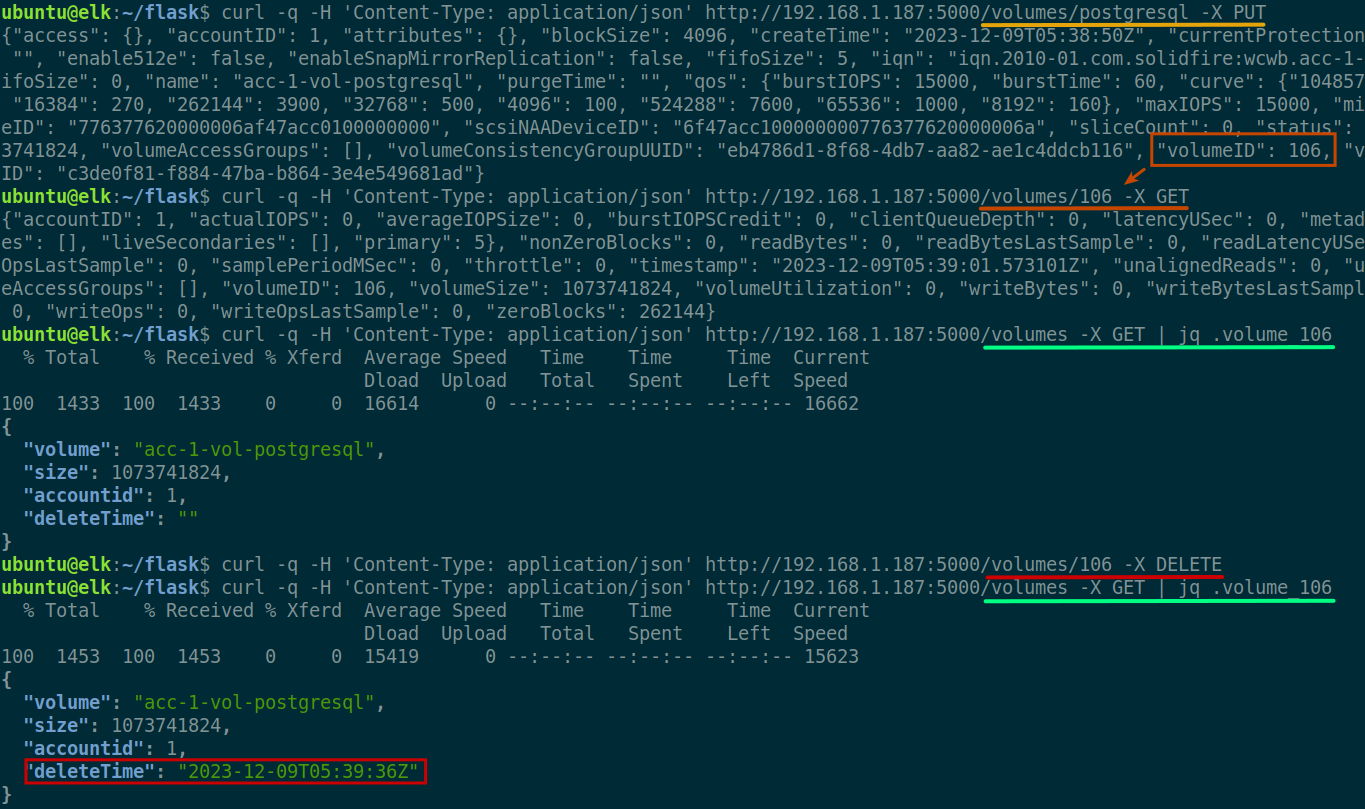 ubuntu@elk:~/flask$ curl -q -H 'Content-Type: application/json' http://192.168.1.187:5000/volumes/postgresql -X PUT
{"access": {}, "accountID": 1, "attributes": {}, "blockSize": 4096, "createTime": "2023-12-09T05:38:50Z", "currentProtection
 "", "enable512e": false, "enableSnapMirrorReplication": false, "fifoSize": 5, "iqn": "iqn.2010-01.com.solidfire:wcwb.acc-1-
ifoSize": 0, "name": "acc-1-vol-postgresql", "purgeTime": "", "qos": {"burstIOPS": 15000, "burstTime": 60, "curve": {"104857
 "16384": 270, "262144": 3900, "32768": 500, "4096": 100, "524288": 7600, "65536": 1000, "8192": 160}, "maxIOPS": 15000, "mi
eID": "776377620000006af47acc0100000000", "scsiNAADeviceID": "6f47acc100000000776377620000006a", "sliceCount": 0, "status":
3741824, "volumeAccessGroups": [], "volumeConsistencyGroupUUID": "eb4786d1-8f68-4db7-aa82-ae1c4ddcb116", "volumeID": 106, "v
ID": "c3de0f81-f884-47ba-b864-3e4e549681ad"}
ubuntu@elk:~/flask$ curl -q -H 'Content-Type: application/json' http://192.168.1.187:5000/volumes/106 -X GET
{"accountID": 1, "actualIOPS": 0, "averageIOPSize": 0, "burstIOPSCredit": 0, "clientQueueDepth": 0, "latencyUSec": 0, "metad
es": [], "liveSecondaries": [], "primary": 5}, "nonZeroBlocks": 0, "readBytes": 0, "readBytesLastSample": 0, "readLatencyUSe
OpsLastSample": 0, "samplePeriodMSec": 0, "throttle": 0, "timestamp": "2023-12-09T05:39:01.573101Z", "unalignedReads": 0, "u
eAccessGroups": [], "volumeID": 106, "volumeSize": 1073741824, "volumeUtilization": 0, "writeBytes": 0, "writeBytesLastSampl
 0, "writeOps": 0, "writeOpsLastSample": 0, "zeroBlocks": 262144}
ubuntu@elk:~/flask$ curl -q -H 'Content-Type: application/json' http://192.168.1.187:5000/volumes -X GET | jq .volume_106
  % Total    % Received % Xferd  Average Speed   Time    Time     Time  Current
                                 Dload  Upload   Total   Spent    Left  Speed
100  1433  100  1433    0     0  16614      0 --:--:-- --:--:-- --:--:-- 16662
{
  "volume": "acc-1-vol-postgresql",
  "size": 1073741824,
  "accountid": 1,
  "deleteTime": ""
}
ubuntu@elk:~/flask$ curl -q -H 'Content-Type: application/json' http://192.168.1.187:5000/volumes/106 -X DELETE
ubuntu@elk:~/flask$ curl -q -H 'Content-Type: application/json' http://192.168.1.187:5000/volumes -X GET | jq .volume_106
  % Total    % Received % Xferd  Average Speed   Time    Time     Time  Current
                                 Dload  Upload   Total   Spent    Left  Speed
100  1453  100  1453    0     0  15419      0 --:--:-- --:--:-- --:--:-- 15623
{
  "volume": "acc-1-vol-postgresql",
  "size": 1073741824,
  "accountid": 1,
  "deleteTime": "2023-12-09T05:39:36Z"
}